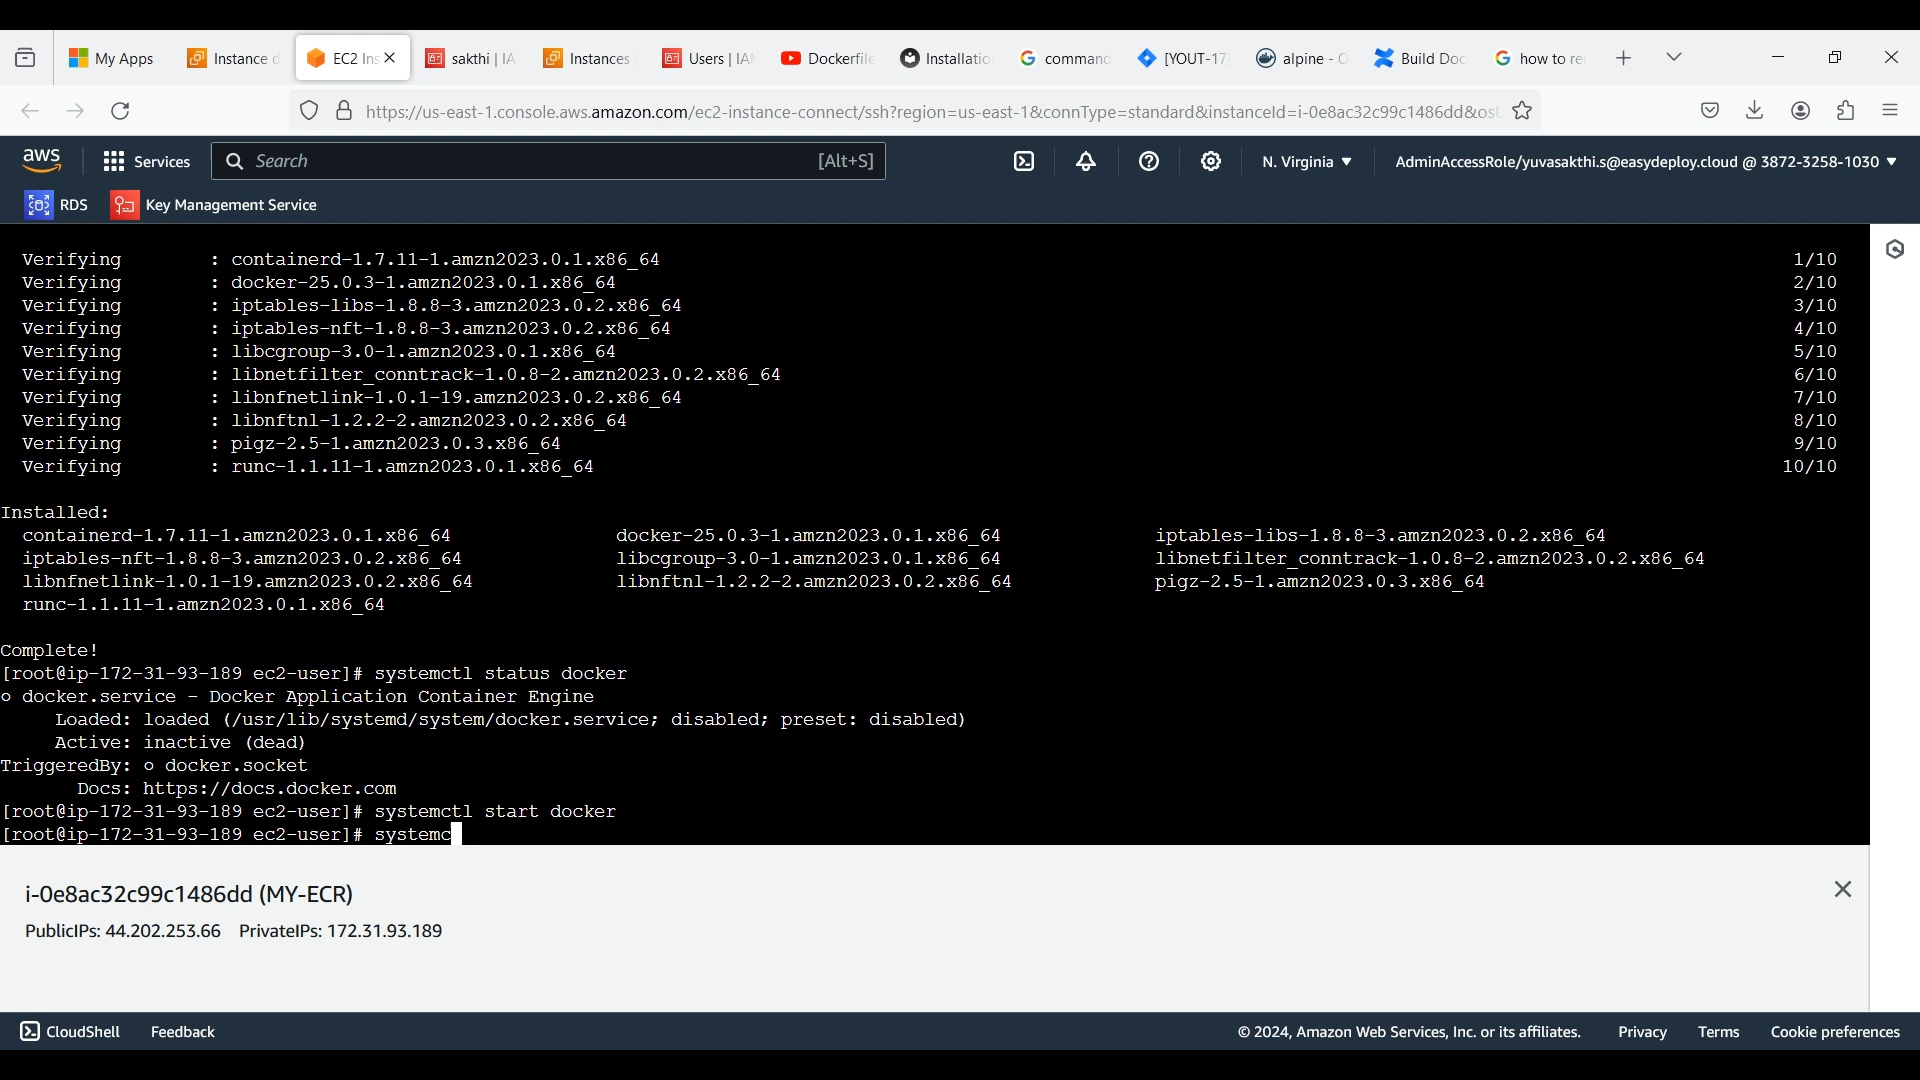 My Apps
Instance
EC2 Ins
sakthi | IA
Instances
Users | IA
Dockerfile
Installatio
command
[YOUT-17
alpine -
Build Doc
how to re
https://us-east-1.console.aws.amazon.com/ec2-instance-connect/ssh?region=us-east-1&connType=standard&instanceId=i-0e8ac32c99c1486dd&os
aws
Services
Search
[Alt+S]
N. Virginia
AdminAccessRole/yuvasakthi.s@easydeploy.cloud @ 3872-3258-1030
RDS
Key Management Service
Verifying : containerd-1.7.11-1.amzn2023.0.1.x86_64 1/10
Verifying : docker-25.0.3-1.amzn2023.0.1.x86_64 2/10
Verifying : iptables-libs-1.8.8-3.amzn2023.0.2.x86_64 3/10
Verifying : iptables-nft-1.8.8-3.amzn2023.0.2.x86_64 4/10
Verifying : libcgroup-3.0-1.amzn2023.0.1.x86_64 5/10
Verifying : libnetfilter_conntrack-1.0.8-2.amzn2023.0.2.x86_64 6/10
Verifying : libnfnetlink-1.0.1-19.amzn2023.0.2.x86_64 7/10
Verifying : libnftnl-1.2.2-2.amzn2023.0.2.x86_64 8/10
Verifying : pigz-2.5-1.amzn2023.0.3.x86_64 9/10
Verifying : runc-1.1.11-1.amzn2023.0.1.x86_64 10/10
Installed:
containerd-1.7.11-1.amzn2023.0.1.x86_64 docker-25.0.3-1.amzn2023.0.1.x86_64 iptables-libs-1.8.8-3.amzn2023.0.2.x86_64
iptables-nft-1.8.8-3.amzn2023.0.2.x86_64 libcgroup-3.0-1.amzn2023.0.1.x86_64 libnetfilter_conntrack-1.0.8-2.amzn2023.0.2.x86_64
libnfnetlink-1.0.1-19.amzn2023.0.2.x86_64 libnftnl-1.2.2-2.amzn2023.0.2.x86_64 pigz-2.5-1.amzn2023.0.3.x86_64
runc-1.1.11-1.amzn2023.0.1.x86_64
Complete!
[root@ip-172-31-93-189 ec2-user]# systemctl status docker
○ docker.service - Docker Application Container Engine
Loaded: loaded (/usr/lib/systemd/system/docker.service; disabled; preset: disabled)
Active: inactive (dead)
TriggeredBy: ○ docker.socket
Docs: https://docs.docker.com
[root@ip-172-31-93-189 ec2-user]# systemctl start docker
[root@ip-172-31-93-189 ec2-user]# systemc
i-0e8ac32c99c1486dd (MY-ECR)
PublicIPs: 44.202.253.66 PrivateIPs: 172.31.93.189
CloudShell
Feedback
© 2024, Amazon Web Services, Inc. or its affiliates.
Privacy
Terms
Cookie preferences